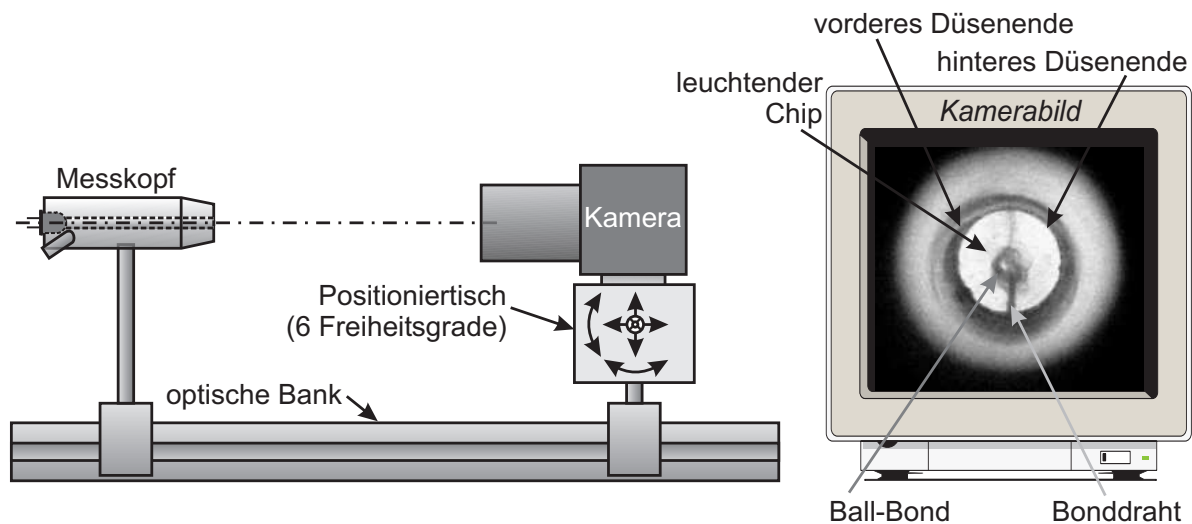 vorderes Düsenende
hinteres Düsenende
leuchtender
Chip
Kamerabild
Messkopf
Kamera
Positioniertisch
(6 Freiheitsgrade)
optische Bank
Ball-Bond
Bonddraht